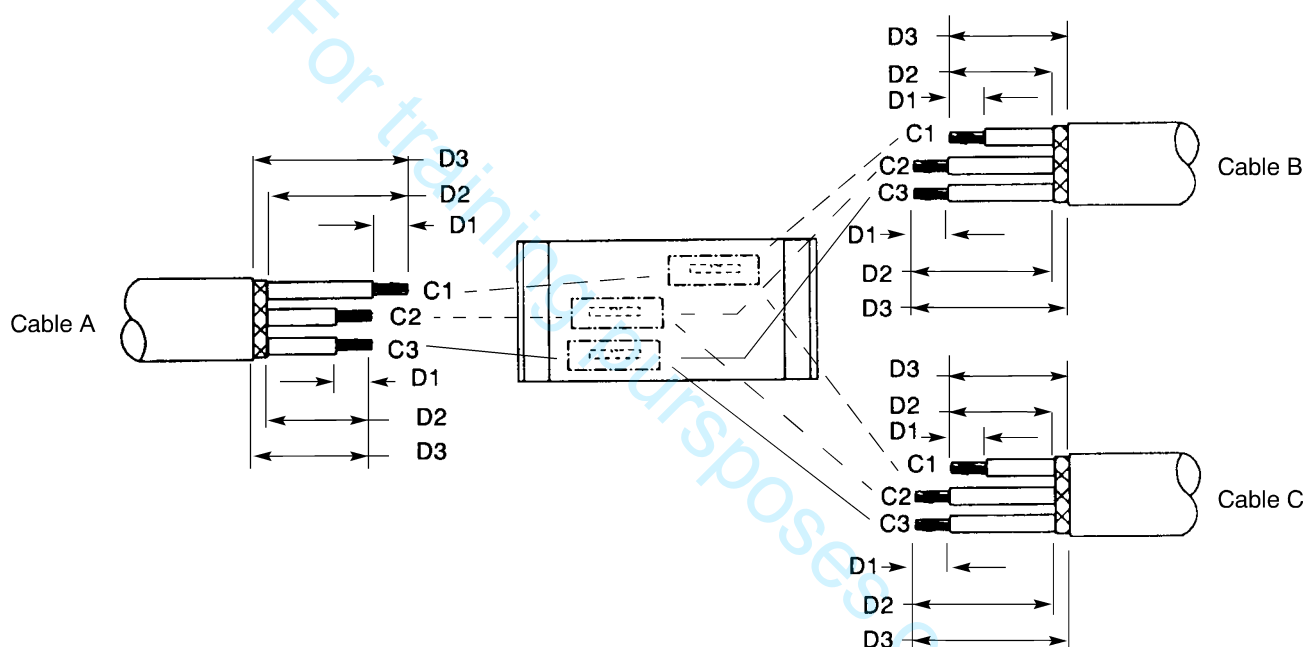 For training purposes o
Cable A
D3
D2
D1
C1
C2
C3
D1
D2
D3
D3
D2
D1
C1
C2
C3
D1
D2
D3
Cable B
D3
D2
D1
C1
C2
C3
D1
D2
D3
Cable C